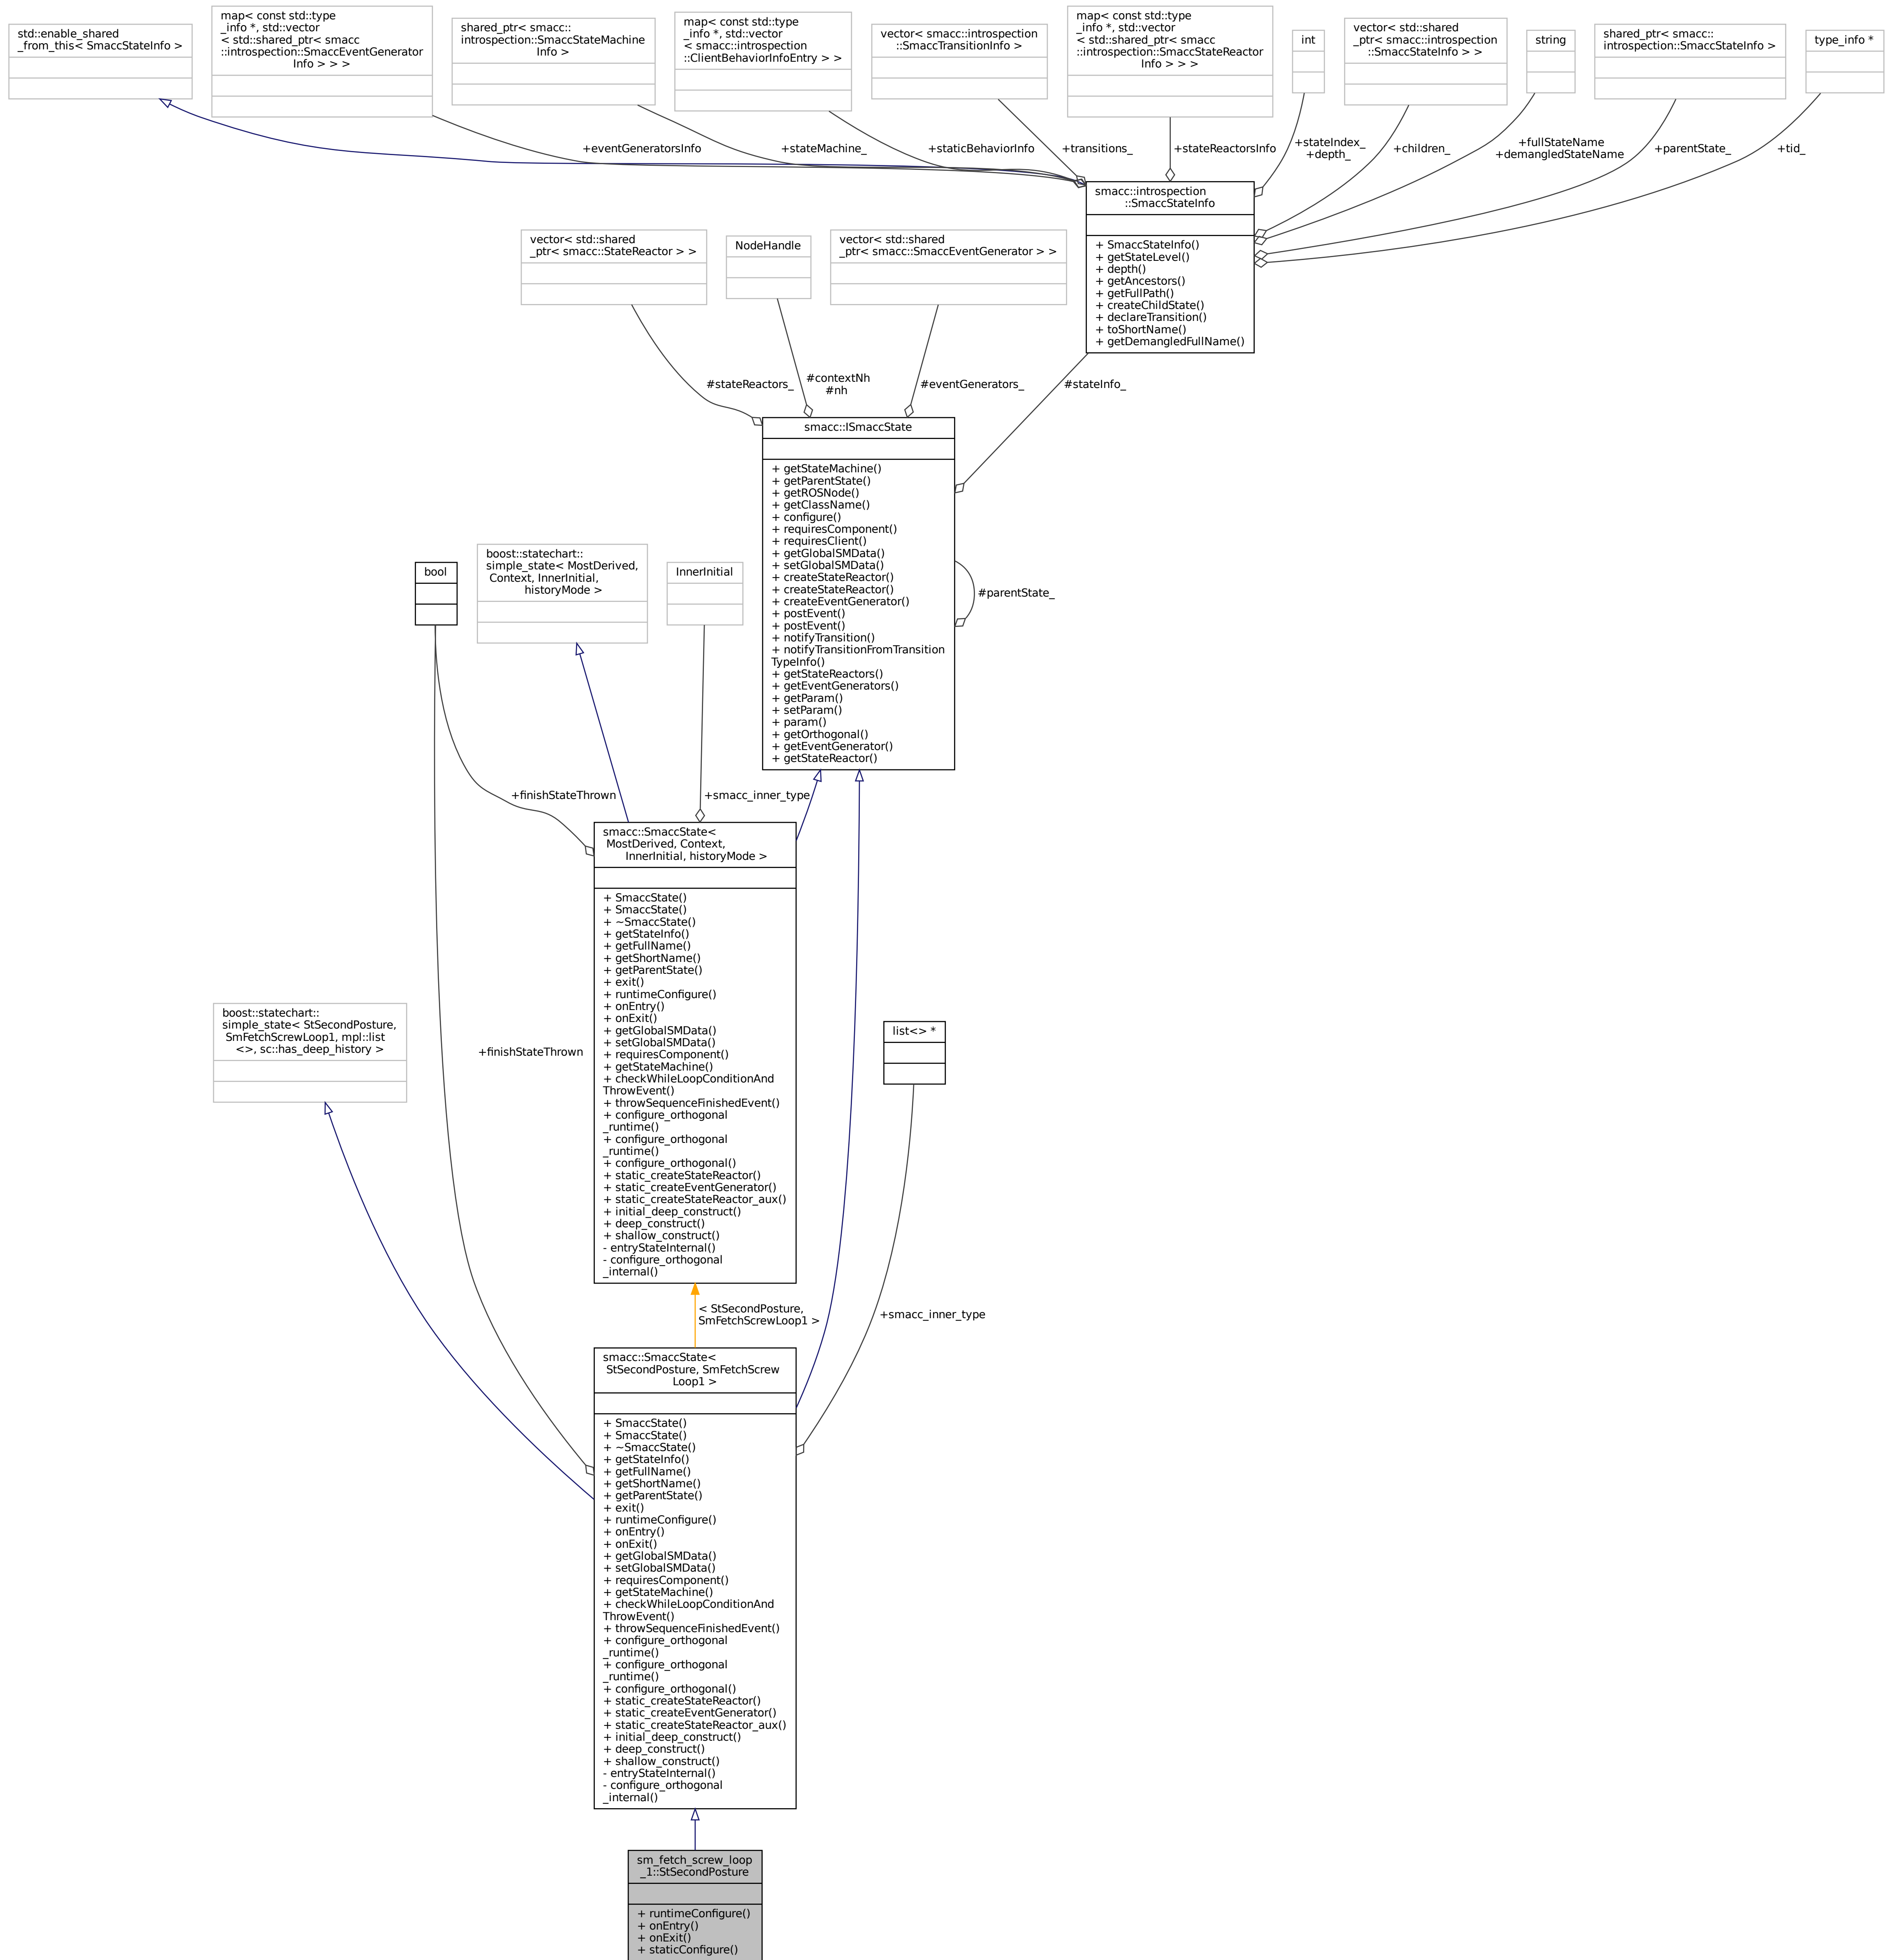 std::enable_shared
_from_this< SmaccStateInfo >
map< const std::type
_info *, std::vector
< std::shared_ptr< smacc
::introspection::SmaccEventGenerator
Info > > >
shared_ptr< smacc::
introspection::SmaccStateMachine
Info >
map< const std::type
_info *, std::vector
< smacc::introspection
::ClientBehaviorInfoEntry > >
vector< smacc::introspection
::SmaccTransitionInfo >
map< const std::type
_info *, std::vector
< std::shared_ptr< smacc
::introspection::SmaccStateReactor
Info > > >
int
vector< std::shared
_ptr< smacc::introspection
::SmaccStateInfo > >
string
shared_ptr< smacc::
introspection::SmaccStateInfo >
type_info *
+eventGeneratorsInfo
+stateMachine_
+staticBehaviorInfo
+transitions_
+stateReactorsInfo
+stateIndex_
+depth_
+children_
+fullStateName
+demangledStateName
+parentState_
+tid_
smacc::introspection
::SmaccStateInfo
+ SmaccStateInfo()
+ getStateLevel()
+ depth()
+ getAncestors()
+ getFullPath()
+ createChildState()
+ declareTransition()
+ toShortName()
+ getDemangledFullName()
vector< std::shared
_ptr< smacc::StateReactor > >
NodeHandle
vector< std::shared
_ptr< smacc::SmaccEventGenerator > >
#stateReactors_
#contextNh
#nh
#eventGenerators_
#stateInfo_
smacc::ISmaccState
+ getStateMachine()
+ getParentState()
+ getROSNode()
+ getClassName()
+ configure()
+ requiresComponent()
+ requiresClient()
+ getGlobalSMData()
+ setGlobalSMData()
+ createStateReactor()
+ createStateReactor()
+ createEventGenerator()
+ postEvent()
+ postEvent()
+ notifyTransition()
+ notifyTransitionFromTransition
TypeInfo()
+ getStateReactors()
+ getEventGenerators()
+ getParam()
+ setParam()
+ param()
+ getOrthogonal()
+ getEventGenerator()
+ getStateReactor()
#parentState_
bool
boost::statechart::
simple_state< MostDerived,
Context, InnerInitial,
historyMode >
InnerInitial
+finishStateThrown
+smacc_inner_type
smacc::SmaccState<
MostDerived, Context,
InnerInitial, historyMode >
+ SmaccState()
+ SmaccState()
+ ~SmaccState()
+ getStateInfo()
+ getFullName()
+ getShortName()
+ getParentState()
+ exit()
+ runtimeConfigure()
+ onEntry()
+ onExit()
+ getGlobalSMData()
+ setGlobalSMData()
+ requiresComponent()
+ getStateMachine()
+ checkWhileLoopConditionAnd
ThrowEvent()
+ throwSequenceFinishedEvent()
+ configure_orthogonal
_runtime()
+ configure_orthogonal
_runtime()
+ configure_orthogonal()
+ static_createStateReactor()
+ static_createEventGenerator()
+ static_createStateReactor_aux()
+ initial_deep_construct()
+ deep_construct()
+ shallow_construct()
- entryStateInternal()
- configure_orthogonal
_internal()
boost::statechart::
simple_state< StSecondPosture,
SmFetchScrewLoop1, mpl::list
<>, sc::has_deep_history >
+finishStateThrown
list<> *
< StSecondPosture,
SmFetchScrewLoop1 >
+smacc_inner_type
smacc::SmaccState<
StSecondPosture, SmFetchScrew
Loop1 >
+ SmaccState()
+ SmaccState()
+ ~SmaccState()
+ getStateInfo()
+ getFullName()
+ getShortName()
+ getParentState()
+ exit()
+ runtimeConfigure()
+ onEntry()
+ onExit()
+ getGlobalSMData()
+ setGlobalSMData()
+ requiresComponent()
+ getStateMachine()
+ checkWhileLoopConditionAnd
ThrowEvent()
+ throwSequenceFinishedEvent()
+ configure_orthogonal
_runtime()
+ configure_orthogonal
_runtime()
+ configure_orthogonal()
+ static_createStateReactor()
+ static_createEventGenerator()
+ static_createStateReactor_aux()
+ initial_deep_construct()
+ deep_construct()
+ shallow_construct()
- entryStateInternal()
- configure_orthogonal
_internal()
sm_fetch_screw_loop
_1::StSecondPosture
+ runtimeConfigure()
+ onEntry()
+ onExit()
+ staticConfigure()